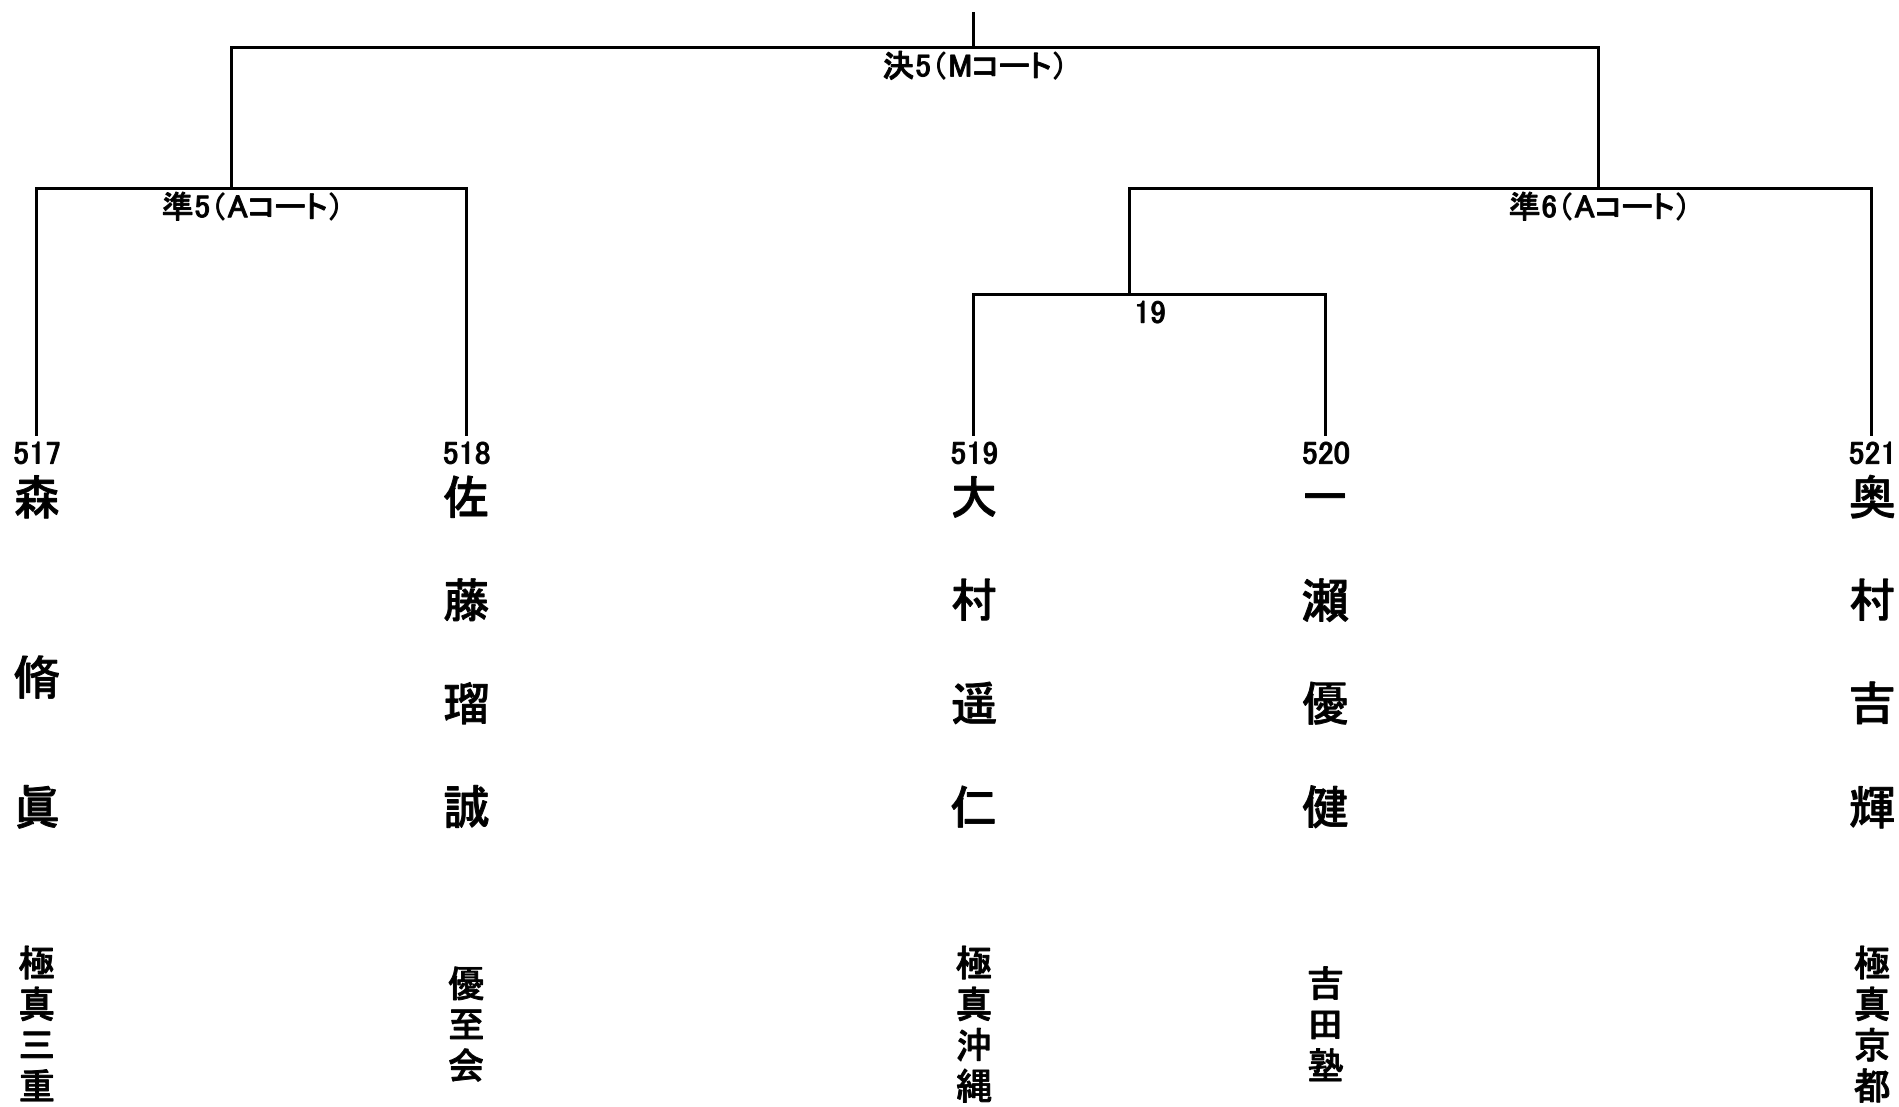 決5（Mコート）
準5（Aコート）
準6（Aコート）
19
517
森脩眞
極真三重
518
佐藤瑠誠
優至会
519
大村遥仁
極真沖縄
520
一瀬優健
吉田塾
521
奥村吉輝
極真京都